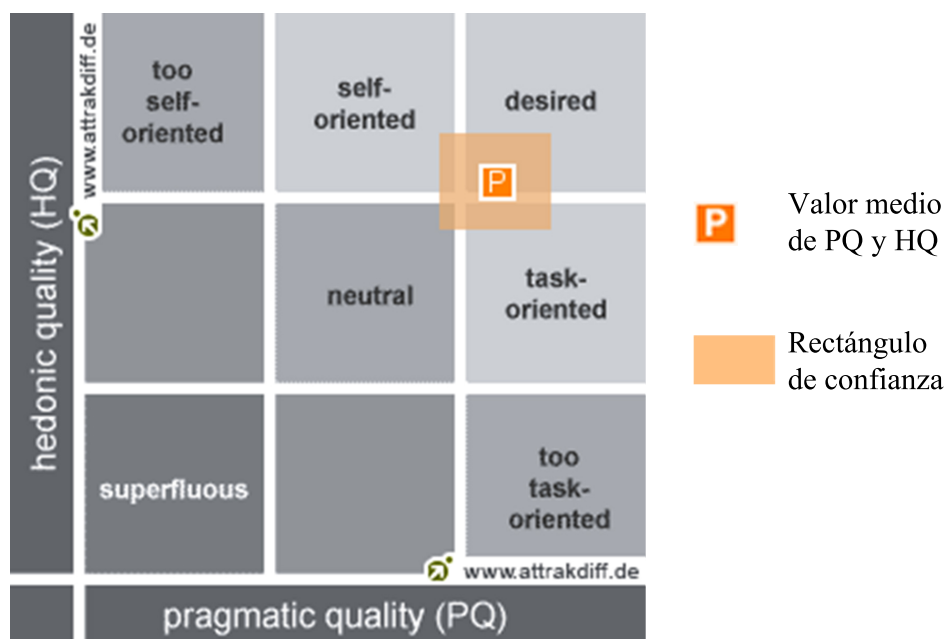 hedonic quality (HQ)
www.attrakdiff.de
too
self-
oriented
self-
oriented
desired
P
neutral
task-
oriented
superfluous
too
task-
oriented
www.attrakdiff.de
pragmatic quality (PQ)
P
Valor medio
de PQ y HQ
Rectángulo
de confianza